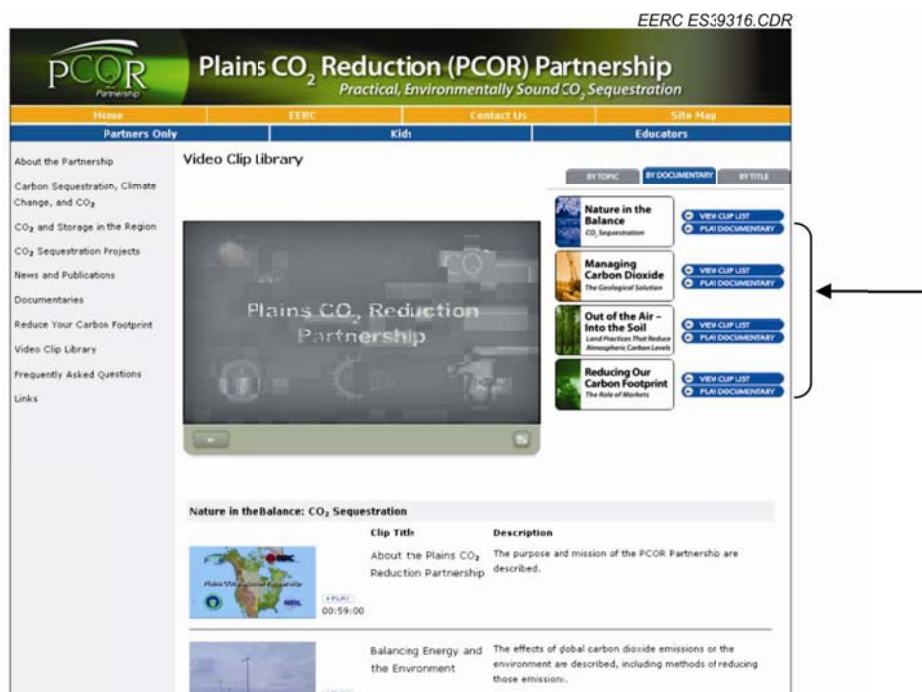 EERC ES39316.CDR
PCOR
Partnership
Plains CO2 Reduction (PCOR) Partnership
Practical, Environmentally Sound CO2 Sequestration
Home EERC Contact Us Site Map
Partners Only Kids Educators
About the Partnership
Carbon Sequestration, Climate
Change, and CO2
CO2 and Storage in the Region
CO2 Sequestration Projects
News and Publications
Documentaries
Reduce Your Carbon Footprint
Video Clip Library
Frequently Asked Questions
Links
Video Clip Library
Plains CO2 Reduction
Partnership
BY TOPIC BY DOCUMENTARY BY TITLE
Nature in the
Balance
CO2 Sequestration
VIEW CLIP LIST
PLAY DOCUMENTARY
Managing
Carbon Dioxide
The Geological Solution
VIEW CLIP LIST
PLAY DOCUMENTARY
Out of the Air –
Into the Soil
Land Practices That Reduce
Atmospheric Carbon Levels
VIEW CLIP LIST
PLAY DOCUMENTARY
Reducing Our
Carbon Footprint
The Role of Markets
VIEW CLIP LIST
PLAY DOCUMENTARY
Nature in the Balance: CO2 Sequestration
Clip Title Description
About the Plains CO2
Reduction Partnership
The purpose and mission of the PCOR Partnership are
described.
PLAY
00:59:00
Balancing Energy and
the Environment
The effects of global carbon dioxide emissions on the
environment are described, including methods of reducing
those emissions.